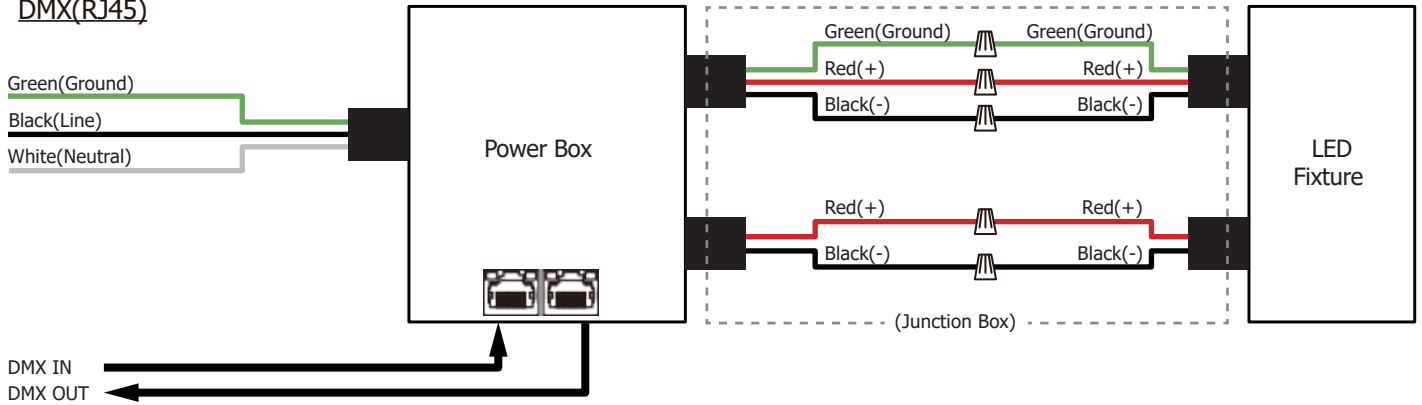 DMX(RJ45)
Green(Ground)
Black(Line)
White(Neutral)
Power Box
DMX IN
DMX OUT
Green(Ground) Green(Ground)
Red(+) Red(+)
Black(-) Black(-)
Red(+) Red(+)
Black(-) Black(-)
(Junction Box)
LED
Fixture